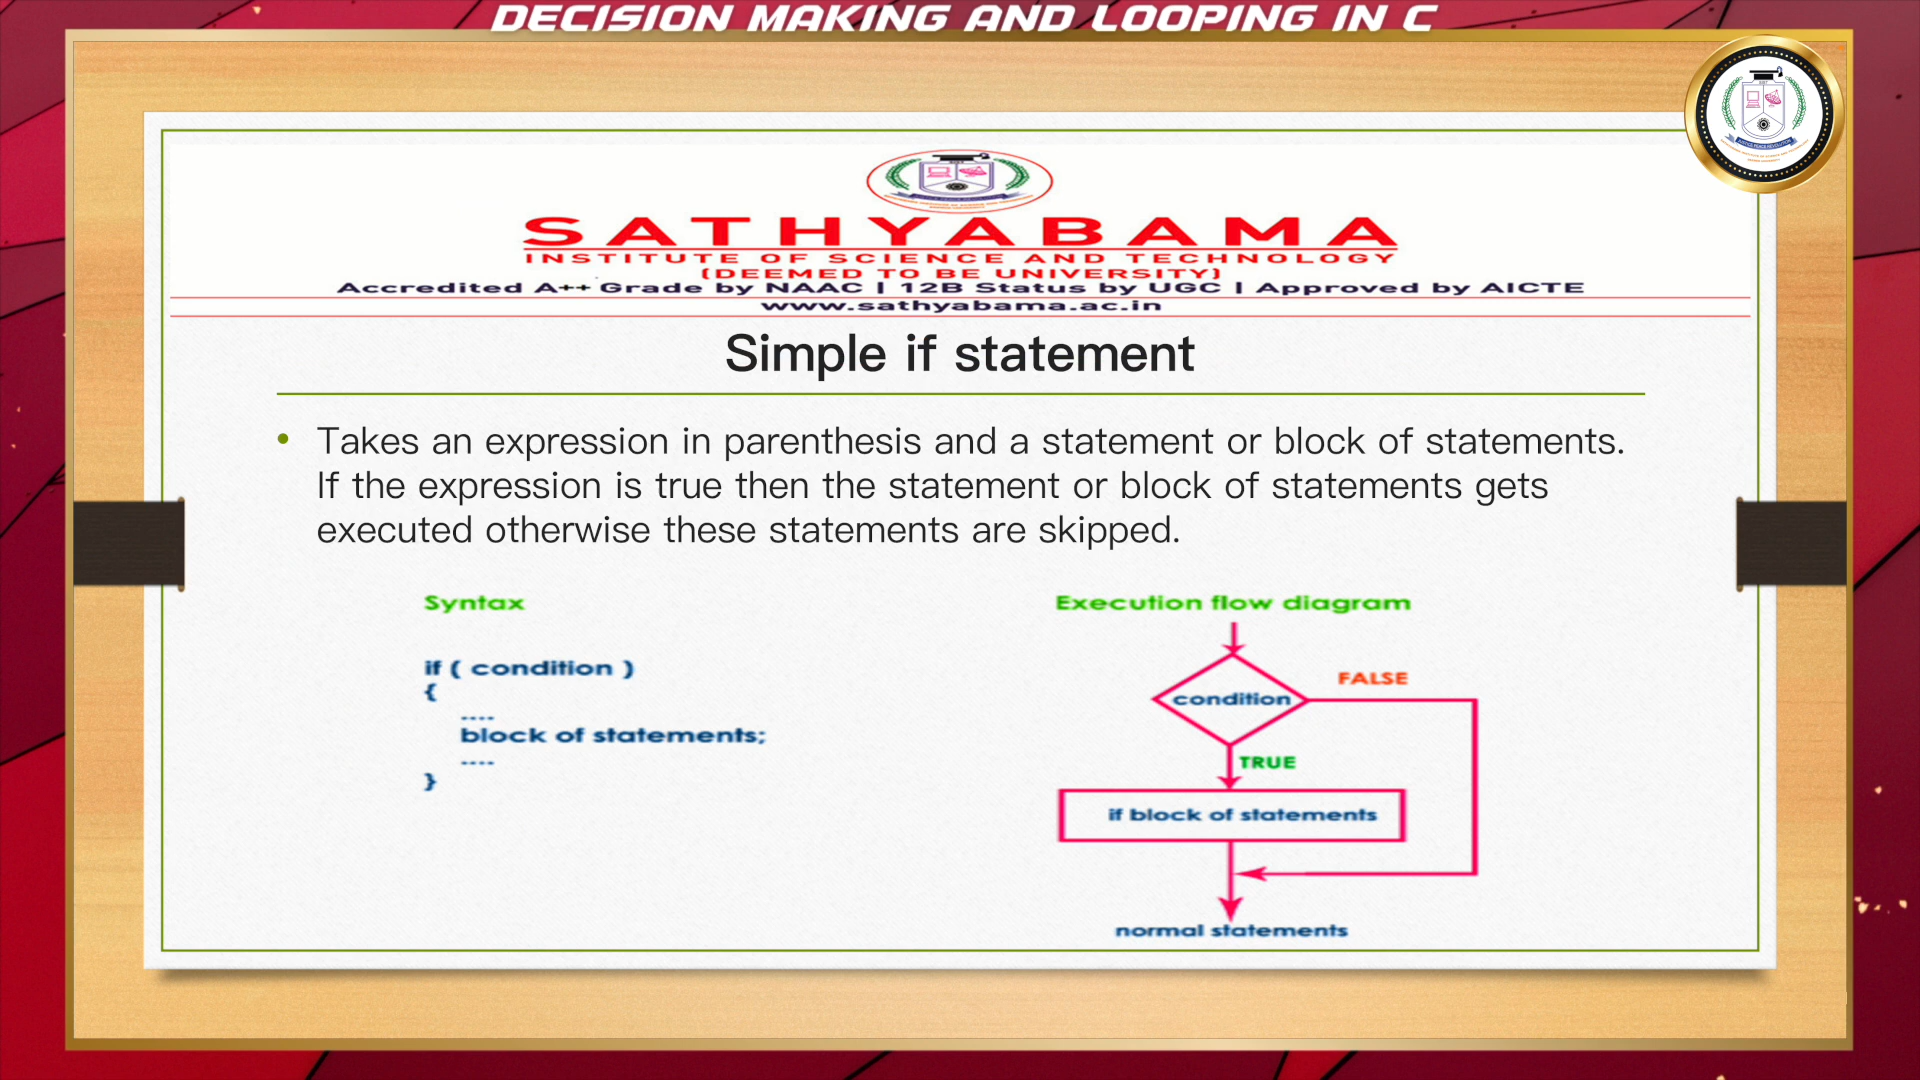 DECISION MAKING AND LOOPING IN C
SATHYABAMA
INSTITUTE OF SCIENCE AND TECHNOLOGY
(DEEMED TO BE UNIVERSITY)
Accredited A++ Grade by NAAC | 12B Status by UGC | Approved by AICTE
www.sathyabama.ac.in
Simple if statement
• Takes an expression in parenthesis and a statement or block of statements.
If the expression is true then the statement or block of statements gets
executed otherwise these statements are skipped.
Syntax
if ( condition )
{
....
block of statements;
....
}
Execution flow diagram
condition
FALSE
TRUE
if block of statements
normal statements